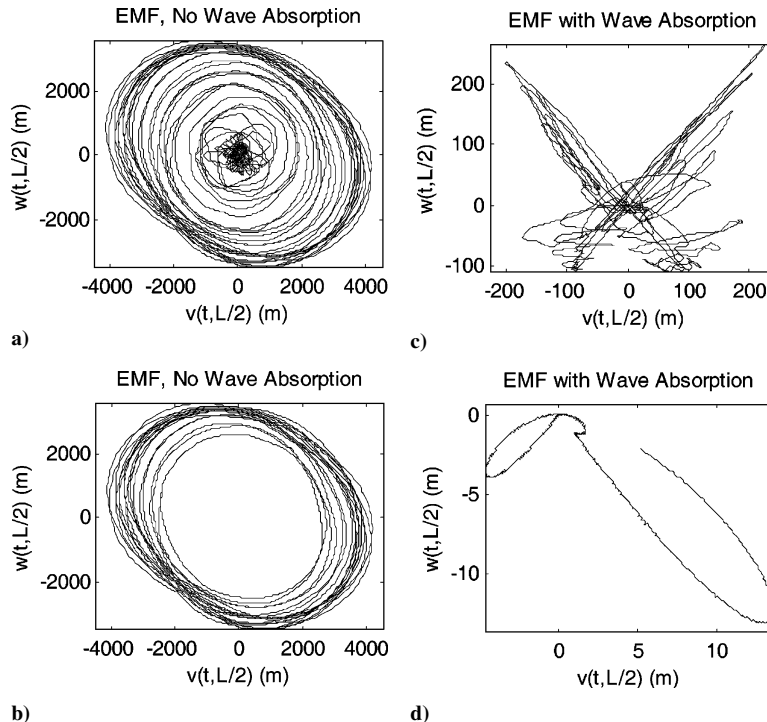 EMF, No Wave Absorption
w(t,L/2) (m)
2000
0
-2000
-4000 -2000 0 2000 4000
v(t,L/2) (m)
a)
EMF with Wave Absorption
w(t,L/2) (m)
200
100
0
-100
-200 -100 0 100 200
v(t,L/2) (m)
c)
EMF, No Wave Absorption
w(t,L/2) (m)
2000
0
-2000
-4000 -2000 0 2000 4000
v(t,L/2) (m)
b)
EMF with Wave Absorption
w(t,L/2) (m)
0
-5
-10
0 5 10
v(t,L/2) (m)
d)